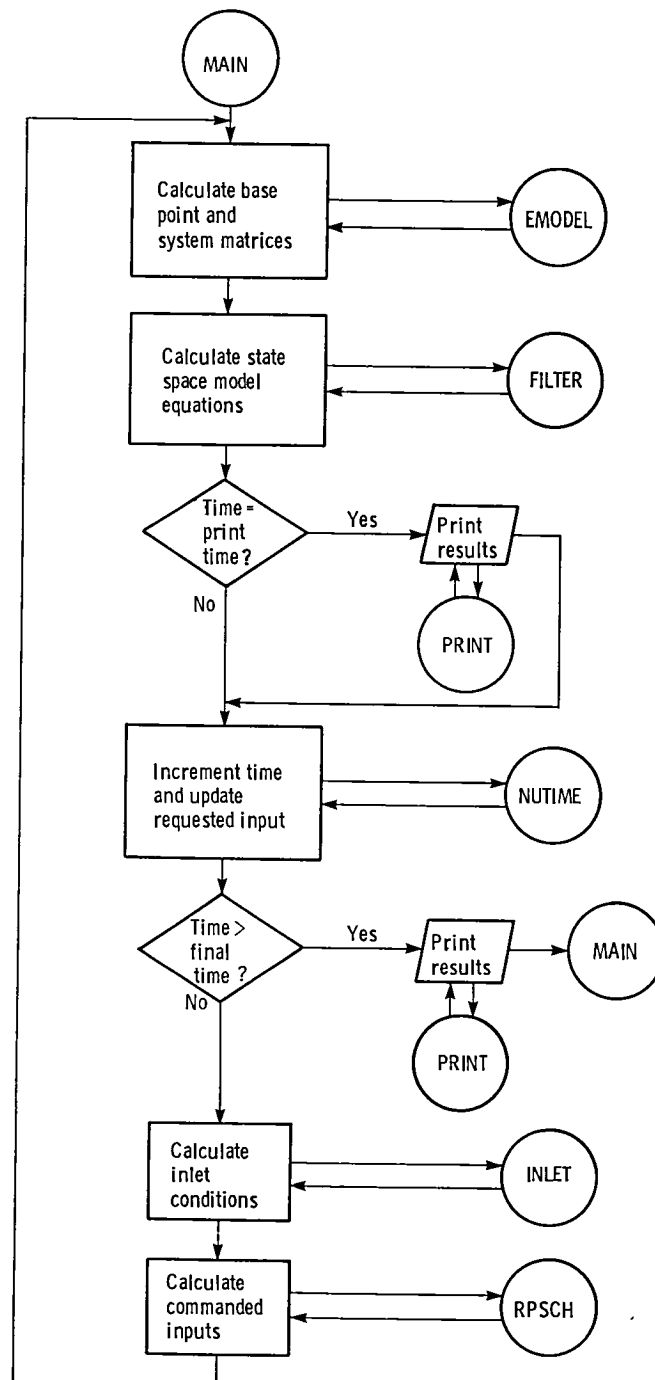 MAIN
Calculate base
point and
system matrices
EMODEL
Calculate state
space model
equations
FILTER
Time =
print
time?
Yes
Print
results
No
PRINT
Increment time
and update
requested input
NUTIME
Time >
final
time ?
Yes
Print
results
MAIN
No
PRINT
Calculate
inlet
conditions
INLET
Calculate
commanded
inputs
RPSCH